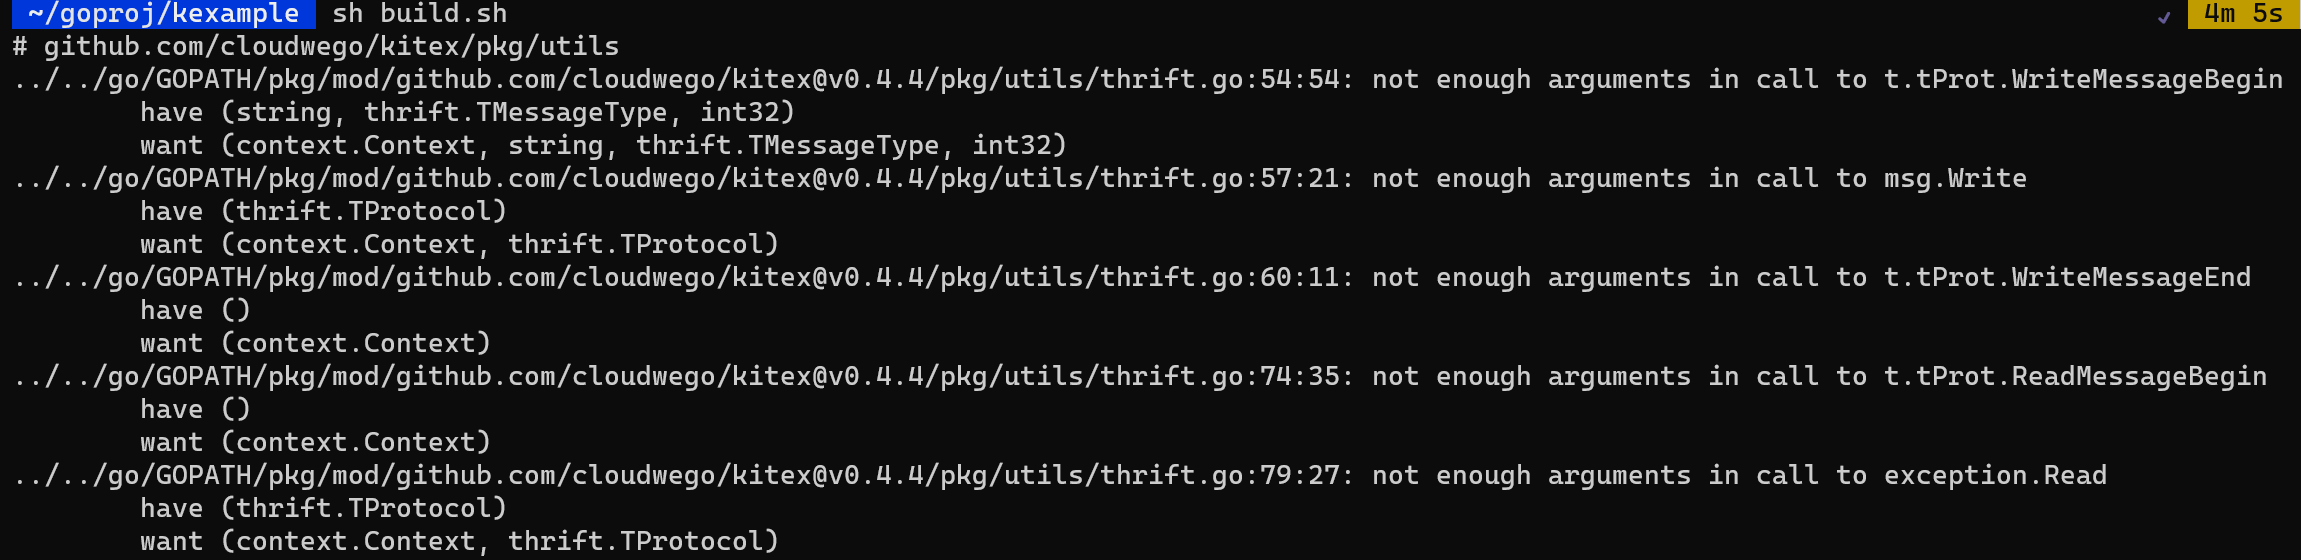 ~/goproj/kexample sh build.sh ✓ 4m 5s
# github.com/cloudwego/kitex/pkg/utils
../../go/GOPATH/pkg/mod/github.com/cloudwego/kitex@v0.4.4/pkg/utils/thrift.go:54:54: not enough arguments in call to t.tProt.WriteMessageBegin
have (string, thrift.TMessageType, int32)
want (context.Context, string, thrift.TMessageType, int32)
../../go/GOPATH/pkg/mod/github.com/cloudwego/kitex@v0.4.4/pkg/utils/thrift.go:57:21: not enough arguments in call to msg.Write
have (thrift.TProtocol)
want (context.Context, thrift.TProtocol)
../../go/GOPATH/pkg/mod/github.com/cloudwego/kitex@v0.4.4/pkg/utils/thrift.go:60:11: not enough arguments in call to t.tProt.WriteMessageEnd
have ()
want (context.Context)
../../go/GOPATH/pkg/mod/github.com/cloudwego/kitex@v0.4.4/pkg/utils/thrift.go:74:35: not enough arguments in call to t.tProt.ReadMessageBegin
have ()
want (context.Context)
../../go/GOPATH/pkg/mod/github.com/cloudwego/kitex@v0.4.4/pkg/utils/thrift.go:79:27: not enough arguments in call to exception.Read
have (thrift.TProtocol)
want (context.Context, thrift.TProtocol)